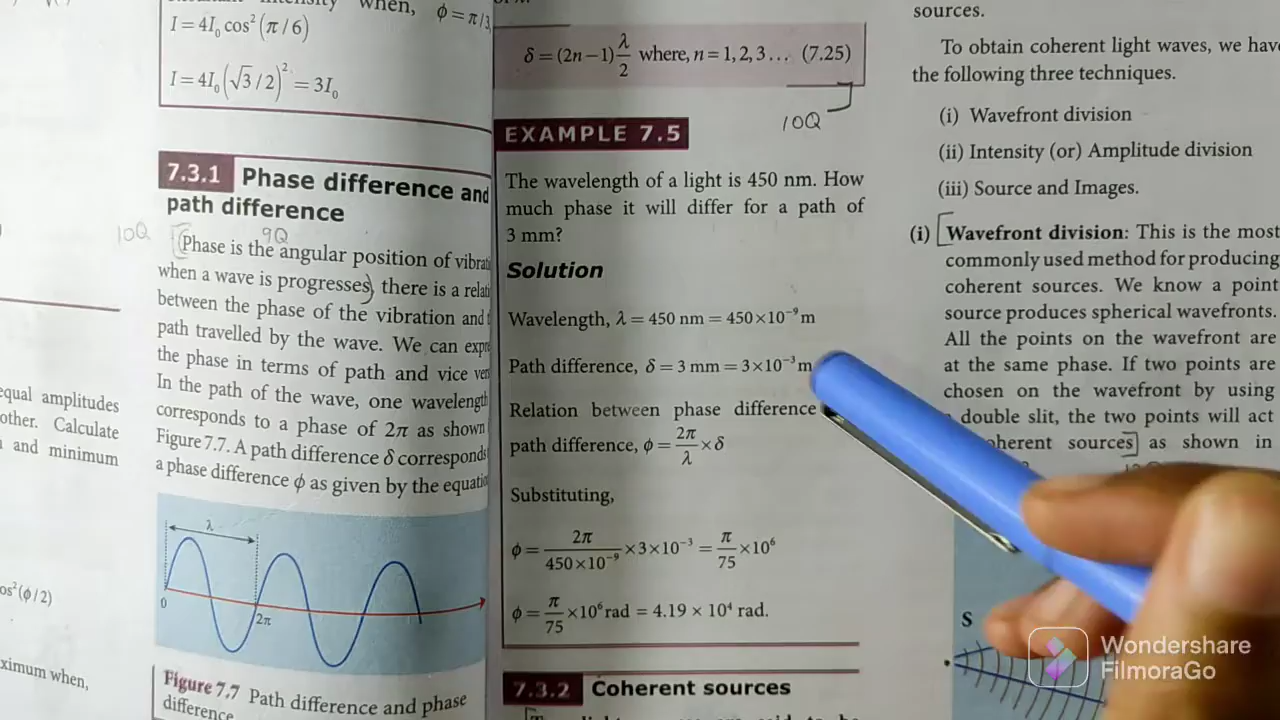 intensity when, ϕ = π/3
I = 4I₀ cos²(π/6)
I = 4I₀(√3/2)² = 3I₀
7.3.1 Phase difference and
path difference
10Q
9Q
Phase is the angular position of
when a wave is progresses, there is a
between the phase of the vibration and
path travelled by the wave. We can
the phase in terms of path and vice
In the path of the wave, one wavelength
corresponds to a phase of 2π as shown
Figure 7.7. A path difference δ corresponds
a phase difference ϕ as given by the
λ
0
2π
Figure 7.7 Path difference and phase
difference
equal amplitudes
other. Calculate
and minimum
(ϕ/2)
when,
δ = (2n−1) λ/2 where, n = 1, 2, 3... (7.25)
10Q
EXAMPLE 7.5
The wavelength of a light is 450 nm. How
much phase it will differ for a path of
3 mm?
Solution
Wavelength, λ = 450 nm = 450×10⁻⁹m
Path difference, δ = 3 mm = 3×10⁻³m
Relation between phase difference
path difference, ϕ = 2π/λ × δ
Substituting,
ϕ = 2π/(450×10⁻⁹) × 3×10⁻³ = π/75 × 10⁶
ϕ = π/75 × 10⁶ rad = 4.19 × 10⁴ rad.
7.3.2 Coherent sources
sources.
To obtain coherent light waves, we have
the following three techniques.
(i) Wavefront division
(ii) Intensity (or) Amplitude division
(iii) Source and Images.
(i) Wavefront division: This is the most
commonly used method for producing
coherent sources. We know a point
source produces spherical wavefronts.
All the points on the wavefront are
at the same phase. If two points are
chosen on the wavefront by using
double slit, the two points will act
sources as shown in
S
Wondershare
FilmoraGo